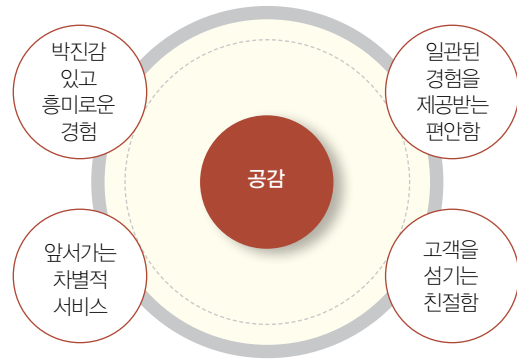 박진감
있고
흥미로운
경험
일관된
경험을
제공받는
편안함
공감
앞서가는
차별적
서비스
고객을
섬기는
친절함